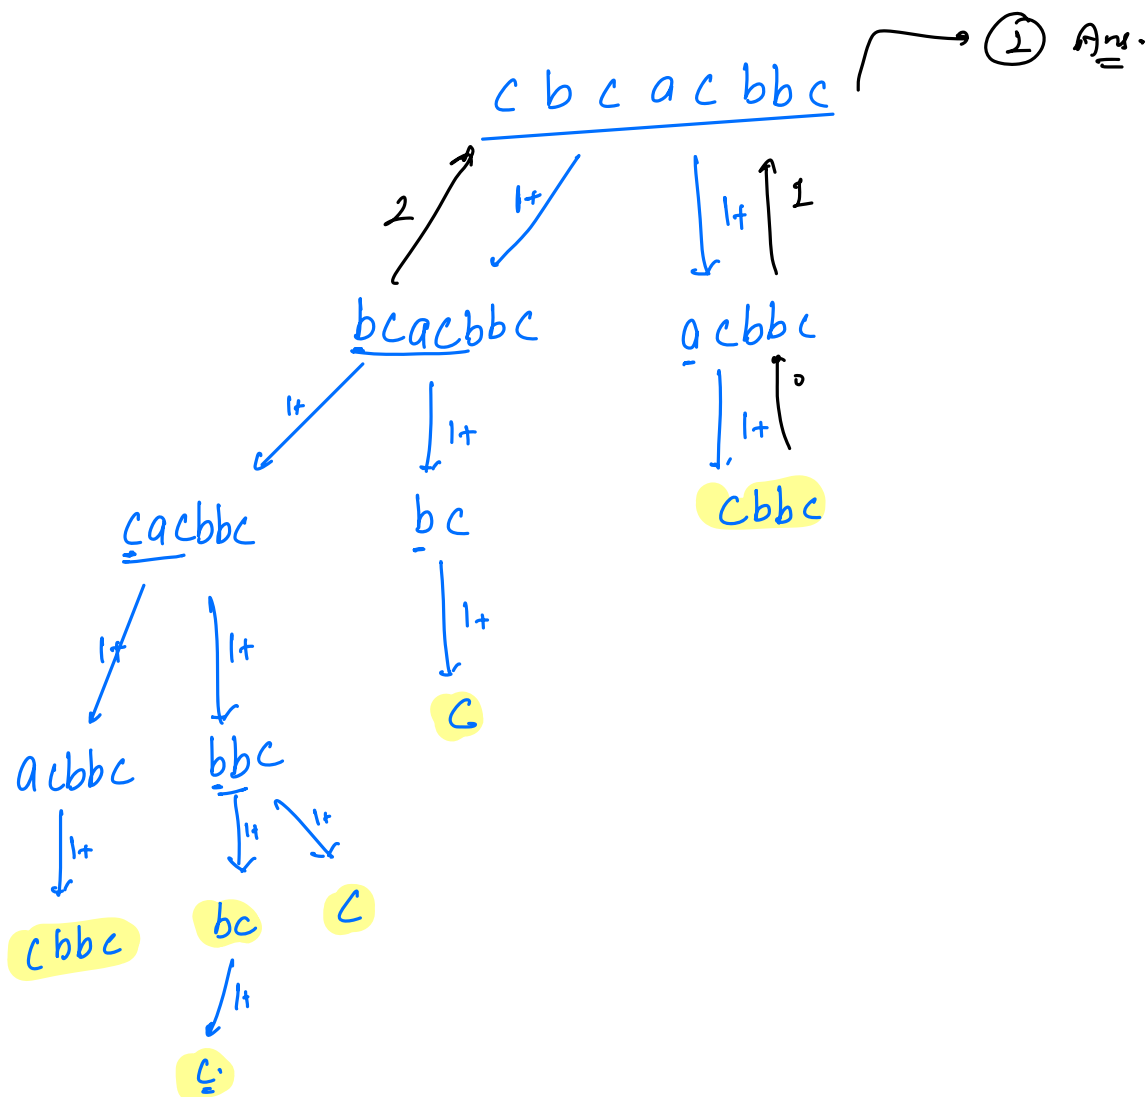 1 Ans.
c b c a c b b c
2 1+ 1+ 1
bcacbbc acbbc
1+ 1+ 1+ 0
cacbbc bc cbbc
1+ 1+ 1+
c
acbbc bbc
1+ 1+ 1+
cbbc bc c
1+
c.